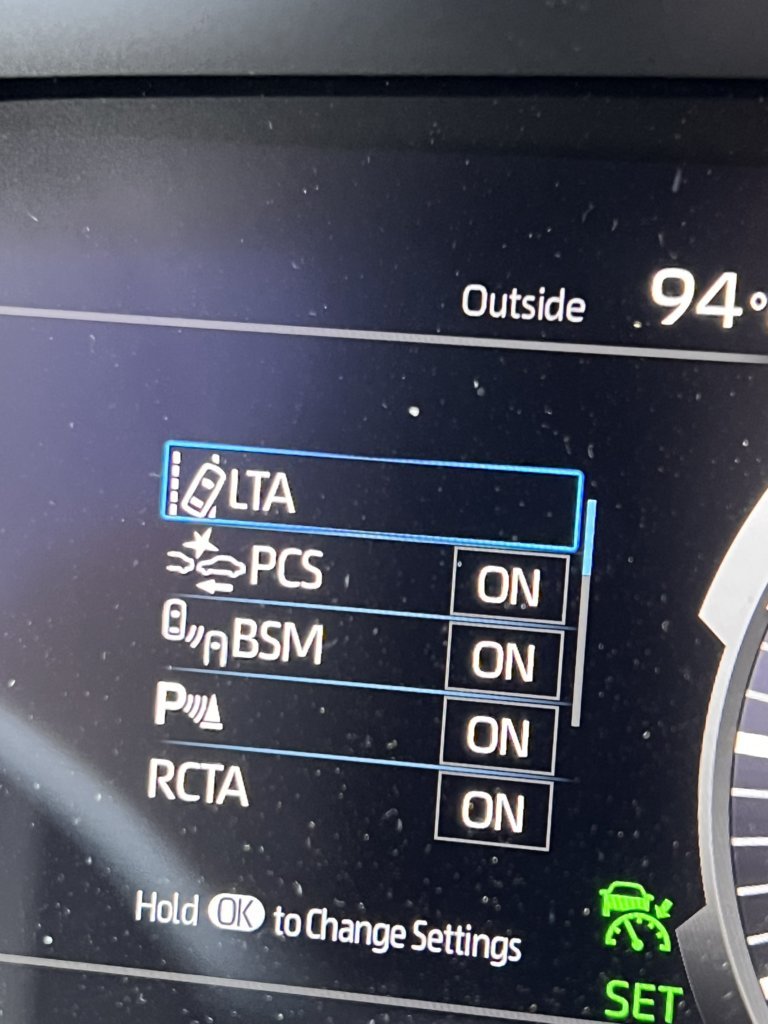 Outside 94°
LTA
PCS ON
BSM ON
P ON
RCTA ON
Hold OK to Change Settings
SET